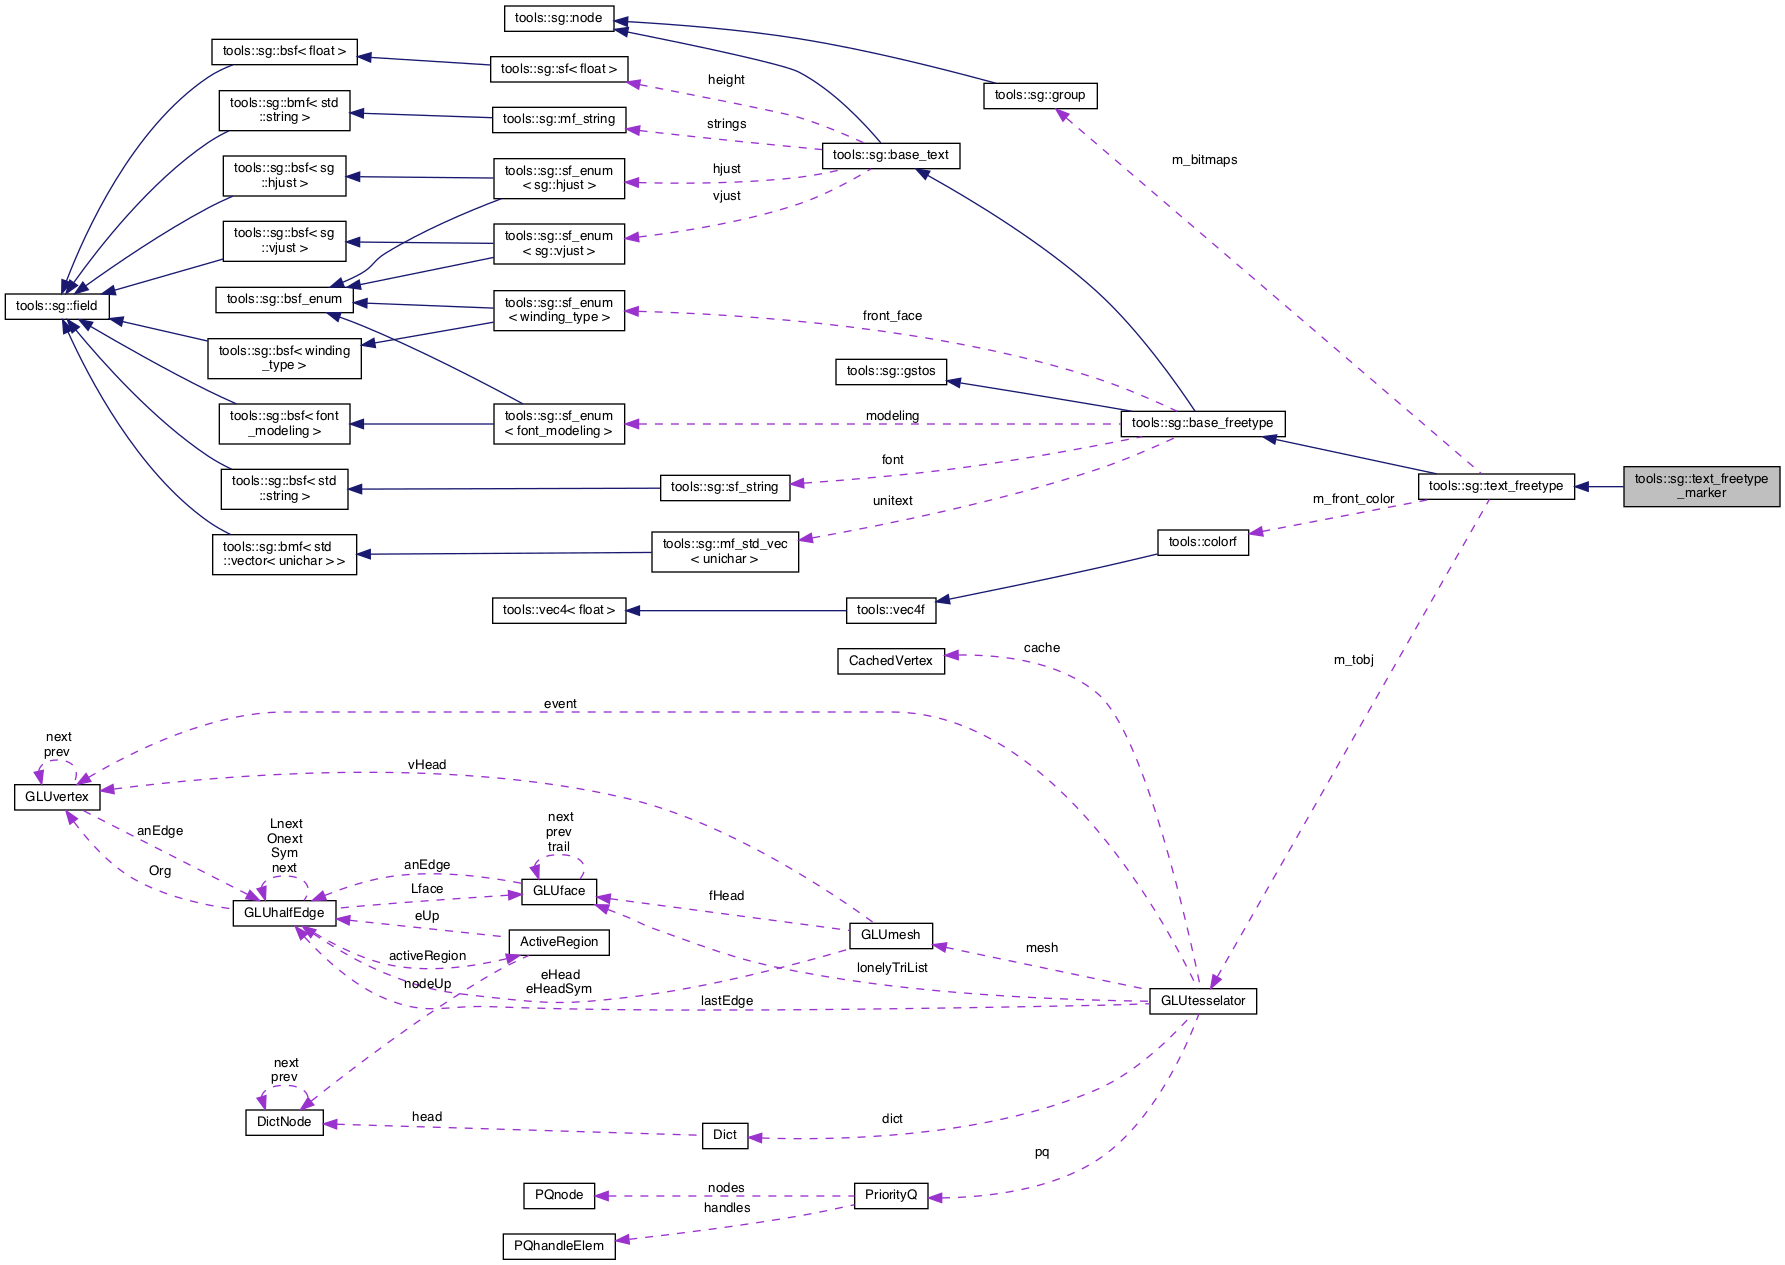 tools::sg::node
tools::sg::bsf< float >
tools::sg::sf< float >
height
tools::sg::group
tools::sg::bmf< std
::string >
tools::sg::mf_string
strings
tools::sg::base_text
m_bitmaps
tools::sg::bsf< sg
::hjust >
tools::sg::sf_enum
< sg::hjust >
hjust
vjust
tools::sg::bsf< sg
::vjust >
tools::sg::sf_enum
< sg::vjust >
tools::sg::field
tools::sg::bsf_enum
tools::sg::sf_enum
< winding_type >
front_face
tools::sg::bsf< winding
_type >
tools::sg::gstos
tools::sg::bsf< font
_modeling >
tools::sg::sf_enum
< font_modeling >
modeling
tools::sg::base_freetype
font
tools::sg::bsf< std
::string >
tools::sg::sf_string
unitext
tools::sg::text_freetype
tools::sg::text_freetype
_marker
m_front_color
tools::sg::bmf< std
::vector< unichar > >
tools::sg::mf_std_vec
< unichar >
tools::colorf
tools::vec4< float >
tools::vec4f
CachedVertex
cache
m_tobj
event
next
prev
GLUvertex
vHead
anEdge
Org
Lnext
Onext
Sym
next
GLUhalfEdge
next
prev
trail
GLUface
anEdge
Lface
eUp
fHead
ActiveRegion
activeRegion
GLUmesh
mesh
nodeUp
eHead
eHeadSym
lonelyTriList
lastEdge
GLUtesselator
next
prev
DictNode
head
Dict
dict
pq
PQnode
nodes
handles
PriorityQ
PQhandleElem